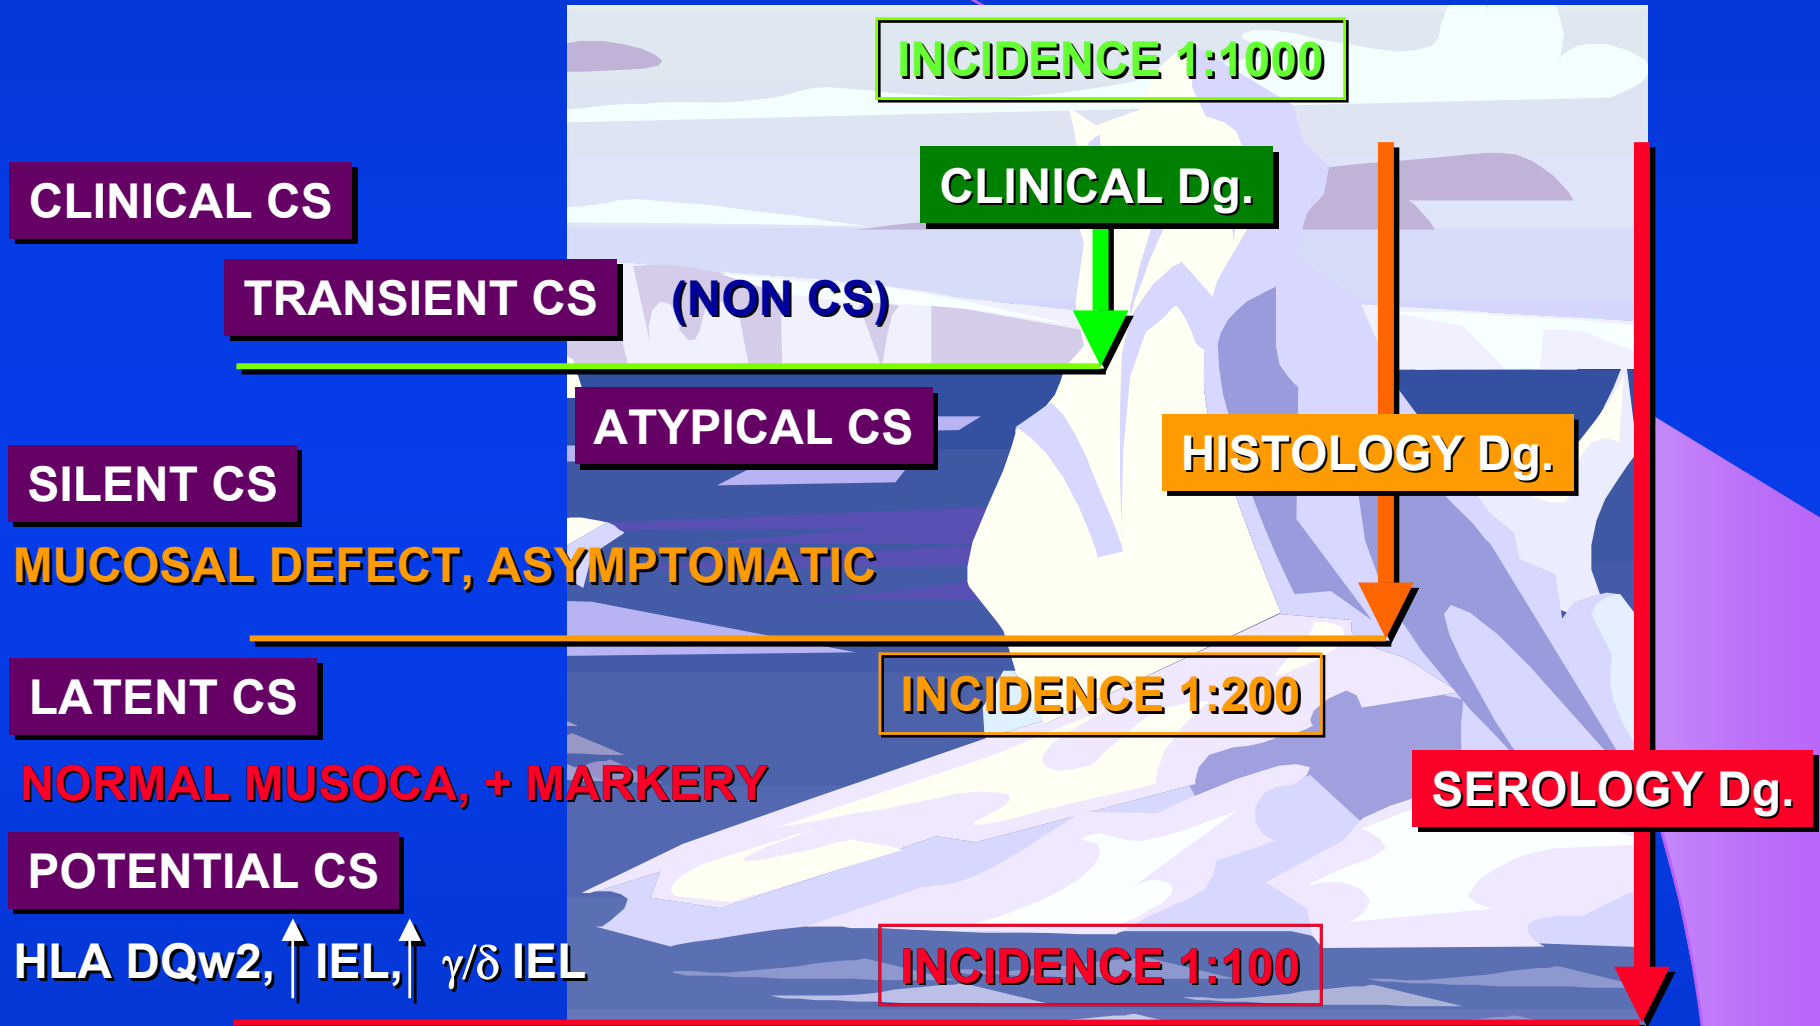 INCIDENCE 1:1000
CLINICAL CS
CLINICAL Dg.
TRANSIENT CS (NON CS)
ATYPICAL CS
HISTOLOGY Dg.
SILENT CS
MUCOSAL DEFECT, ASYMPTOMATIC
LATENT CS
INCIDENCE 1:200
NORMAL MUSOCA, + MARKERY
SEROLOGY Dg.
POTENTIAL CS
HLA DQw2, ↑ IEL, ↑ γ/δ IEL
INCIDENCE 1:100